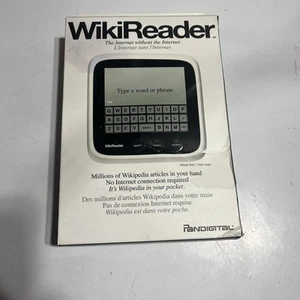 WikiReader
The Internet without the Internet
L'Internet sans l'Internet
Type a word or phrase
Q W E R T Y U O P
A S D F G H J K L
Z X C V B N M
WikiReader
Millions of Wikipedia articles in your hand
No Internet connection required
It's Wikipedia in your pocket.
Des millions d'articles Wikipedia dans votre main
Pas de connexion Internet requise
Wikipedia est dans votre poche.
PANDIGITAL